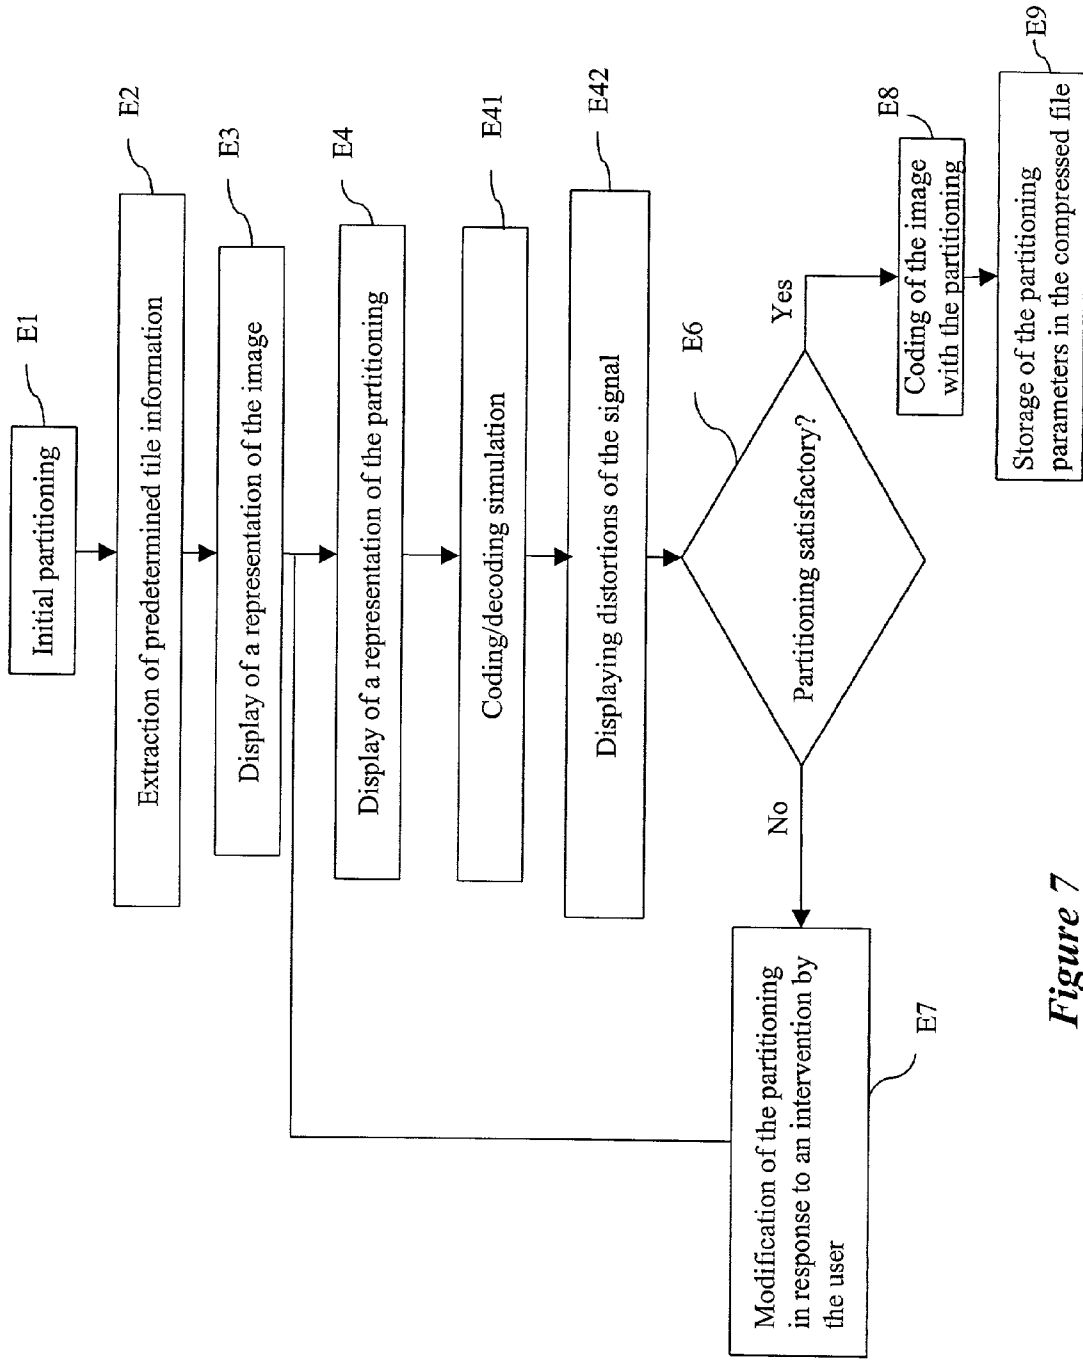 Initial partitioning
E1
Extraction of predetermined tile information
E2
Display of a representation of the image
E3
Display of a representation of the partitioning
E4
Coding/decoding simulation
E41
Displaying distortions of the signal
E42
Partitioning satisfactory?
E6
No
Yes
Modification of the partitioning
in response to an intervention by
the user
E7
Coding of the image
with the partitioning
E8
Storage of the partitioning
parameters in the compressed file
E9
Figure 7